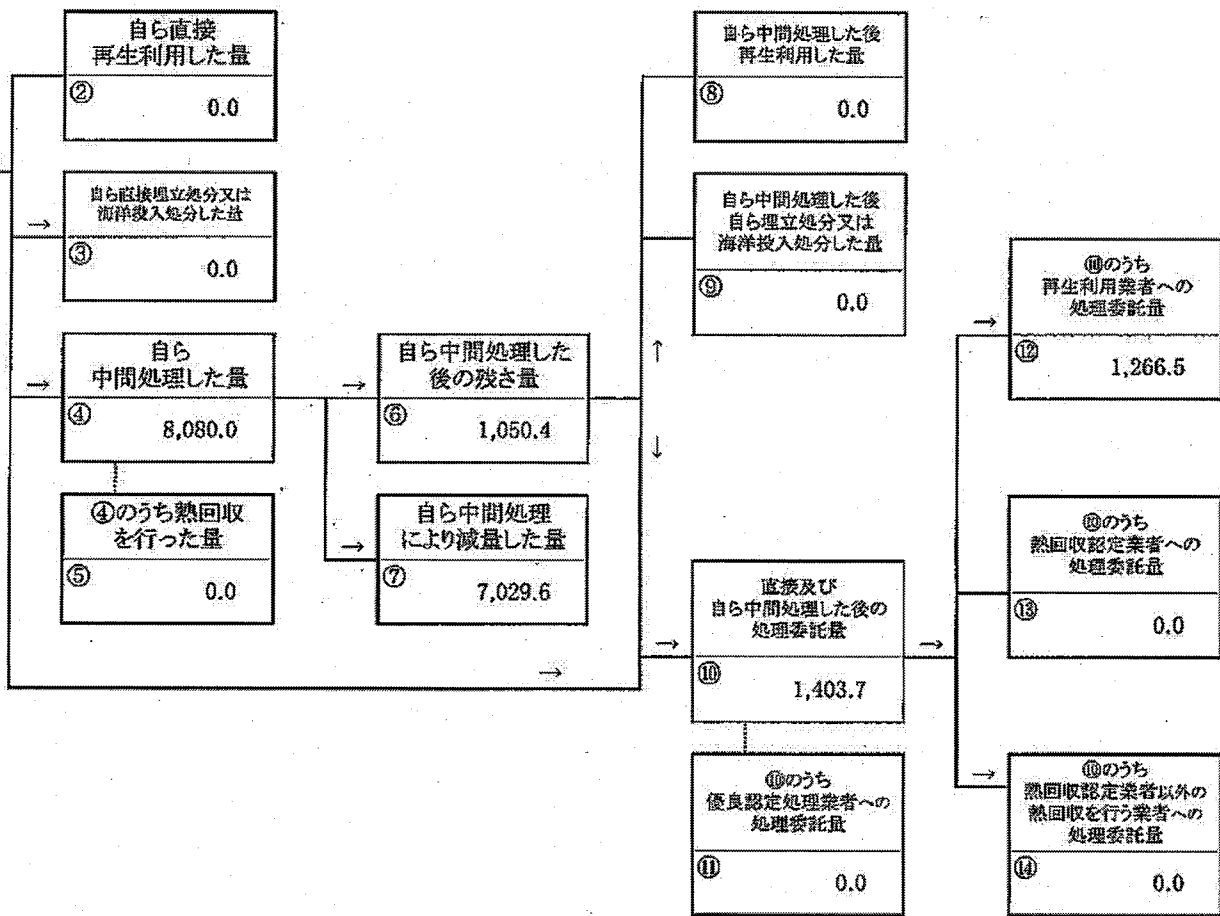 自ら直接
再生利用した量
②
0.0
自ら直接埋立処分又は
海洋投入処分した量
→
③
0.0
自ら
中間処理した量
→
④
8,080.0
④のうち熱回収
を行った量
⑤
0.0
→
自ら中間処理した
後の残さ量
⑥
1,050.4
→
自ら中間処理
により減量した量
⑦
7,029.6
→
自ら中間処理した後
再生利用した量
⑧
0.0
自ら中間処理した後
自ら埋立処分又は
海洋投入処分した量
⑨
0.0
↑
↓
→
直接及び
自ら中間処理した後の
処理委託量
⑩
1,403.7
⑩のうち
優良認定処理業者への
処理委託量
⑪
0.0
→
→
⑩のうち
再生利用業者への
処理委託量
⑫
1,266.5
⑩のうち
熱回収認定業者への
処理委託量
⑬
0.0
→
⑩のうち
熱回収認定業者以外の
熱回収を行う業者への
処理委託量
⑭
0.0